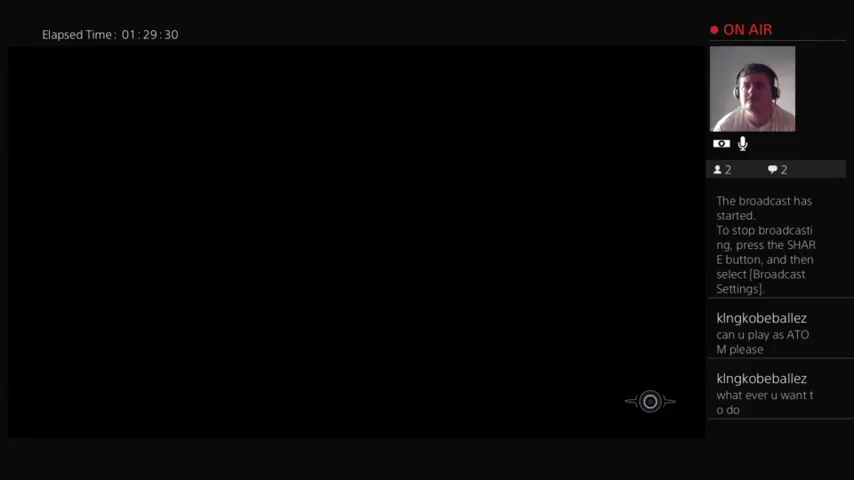 Elapsed Time: 01:29:30
ON AIR
2
2
The broadcast has
started.
To stop broadcasti
ng, press the SHAR
E button, and then
select [Broadcast
Settings].
klngkobeballez
can u play as ATO
M please
klngkobeballez
what ever u want t
o do